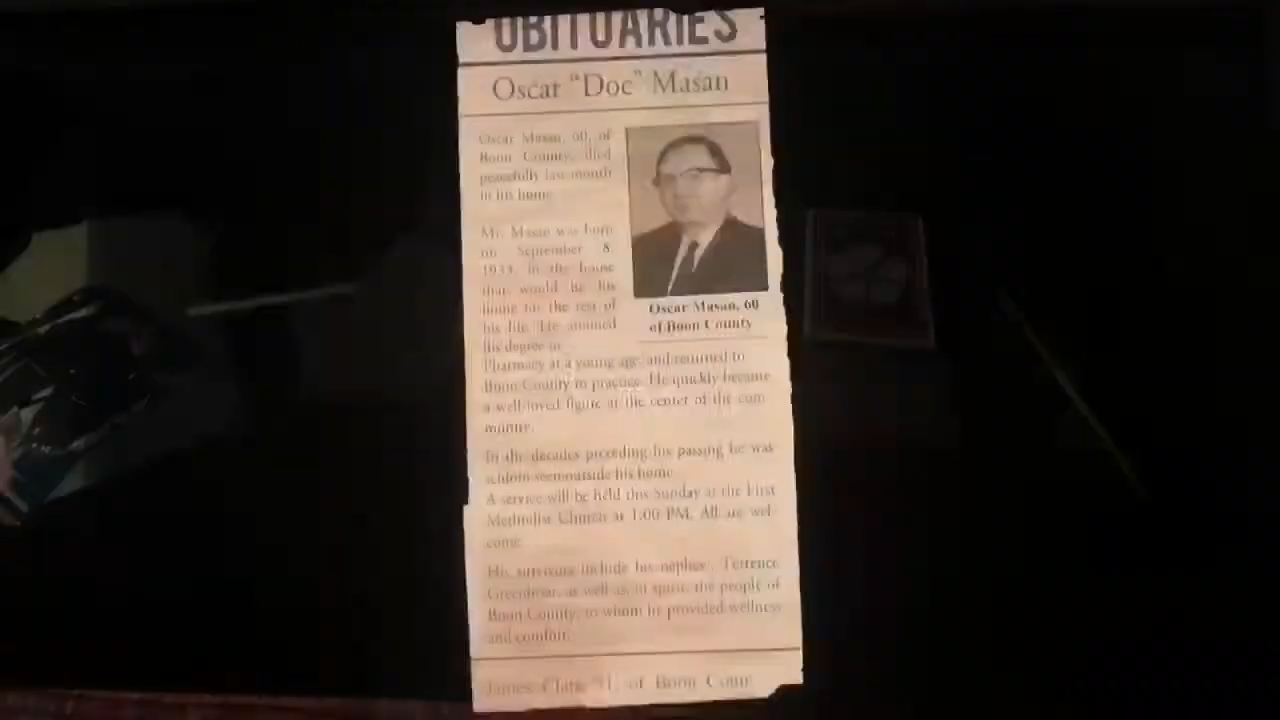 OBITUARIES
Oscar "Doc" Masan
Oscar Masan, 60, of
Boon County, died
peacefully last month
in his home
Mr. Masan was born
on September 8,
1933, in the house
that would be his
home for the rest of
his life. He attained
his degree in
Pharmacy at a young age and returned to
Boon County to practice. He quickly became
a well-loved figure at the center of the com-
munity.
In the decades preceding his passing he was
seldom seen outside his home
A service will be held this Sunday at the First
Methodist Church at 1:00 PM. All are wel-
come
His survivors include his nephew, Terrence
as well as, in spirit, the people of
Boon County, to whom he provided wellness
and comfort.
Oscar Masan, 60
of Boon County
James of Boon